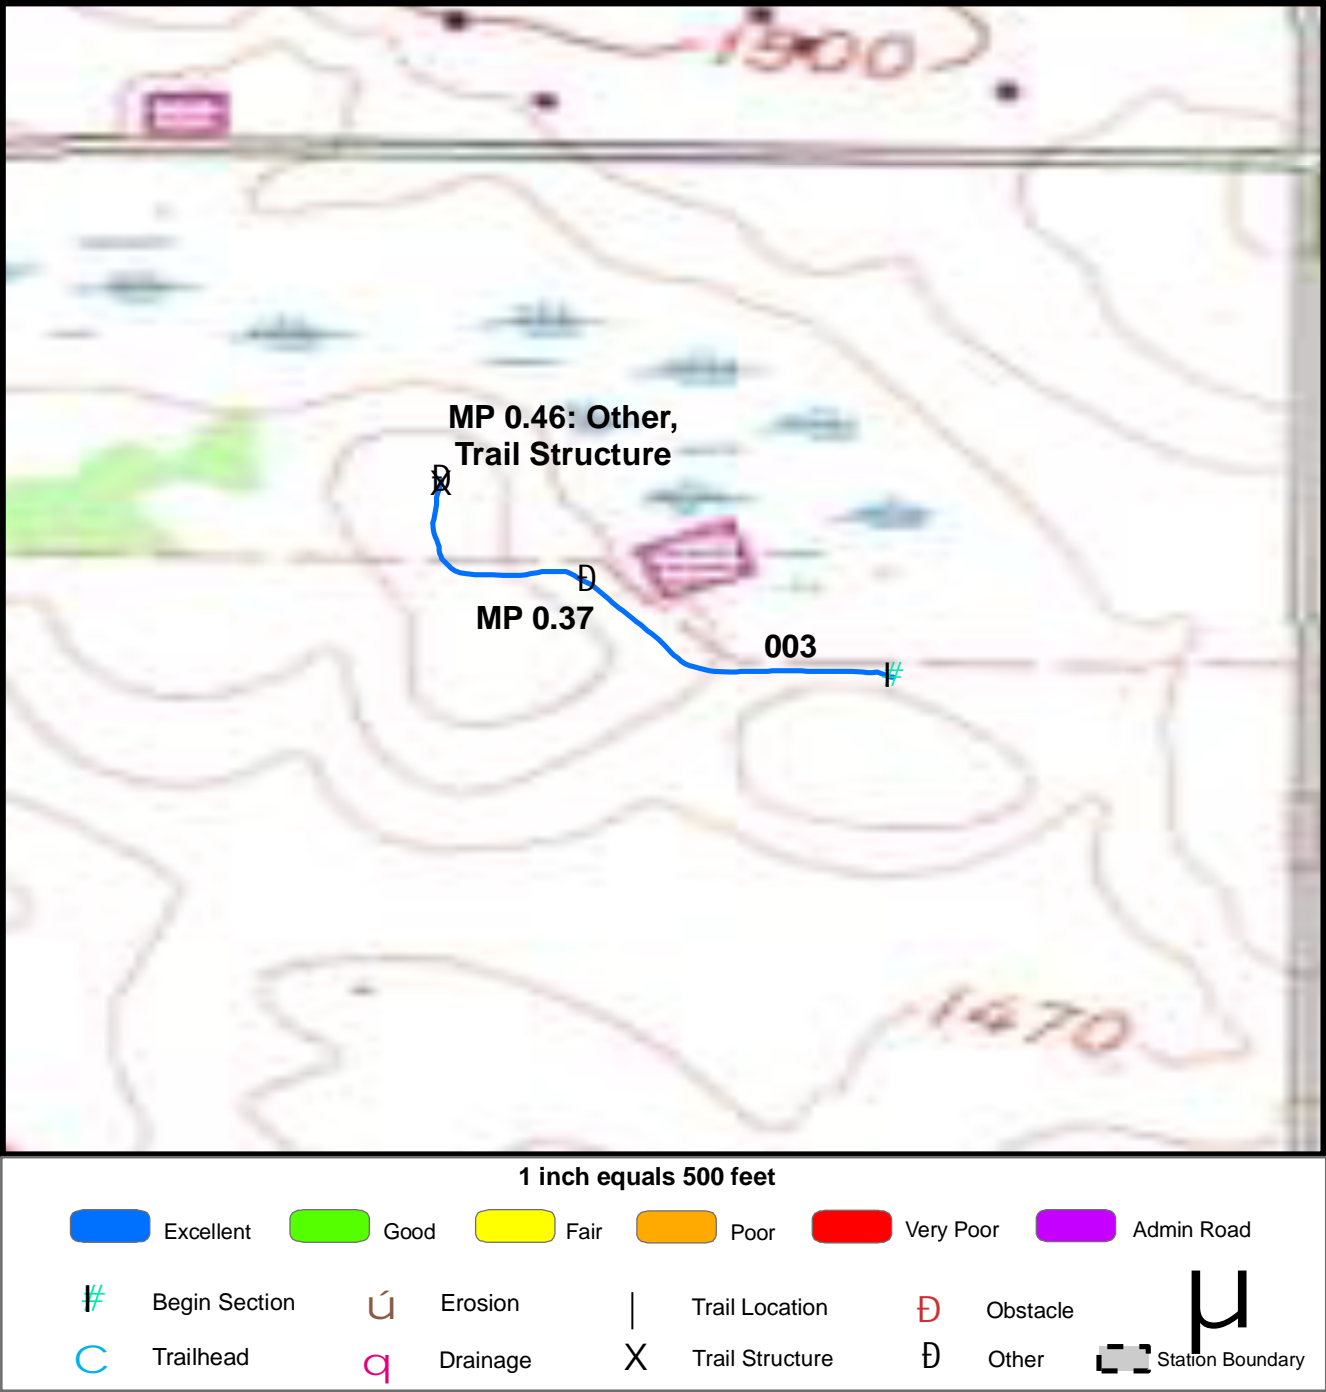 1500
MP 0.46: Other,
Trail Structure
Đ
X
Đ
MP 0.37
003
#
1470
1 inch equals 500 feet
Excellent Good Fair Poor Very Poor Admin Road
# Begin Section ú Erosion | Trail Location Đ Obstacle µ
C Trailhead q Drainage X Trail Structure Đ Other Station Boundary